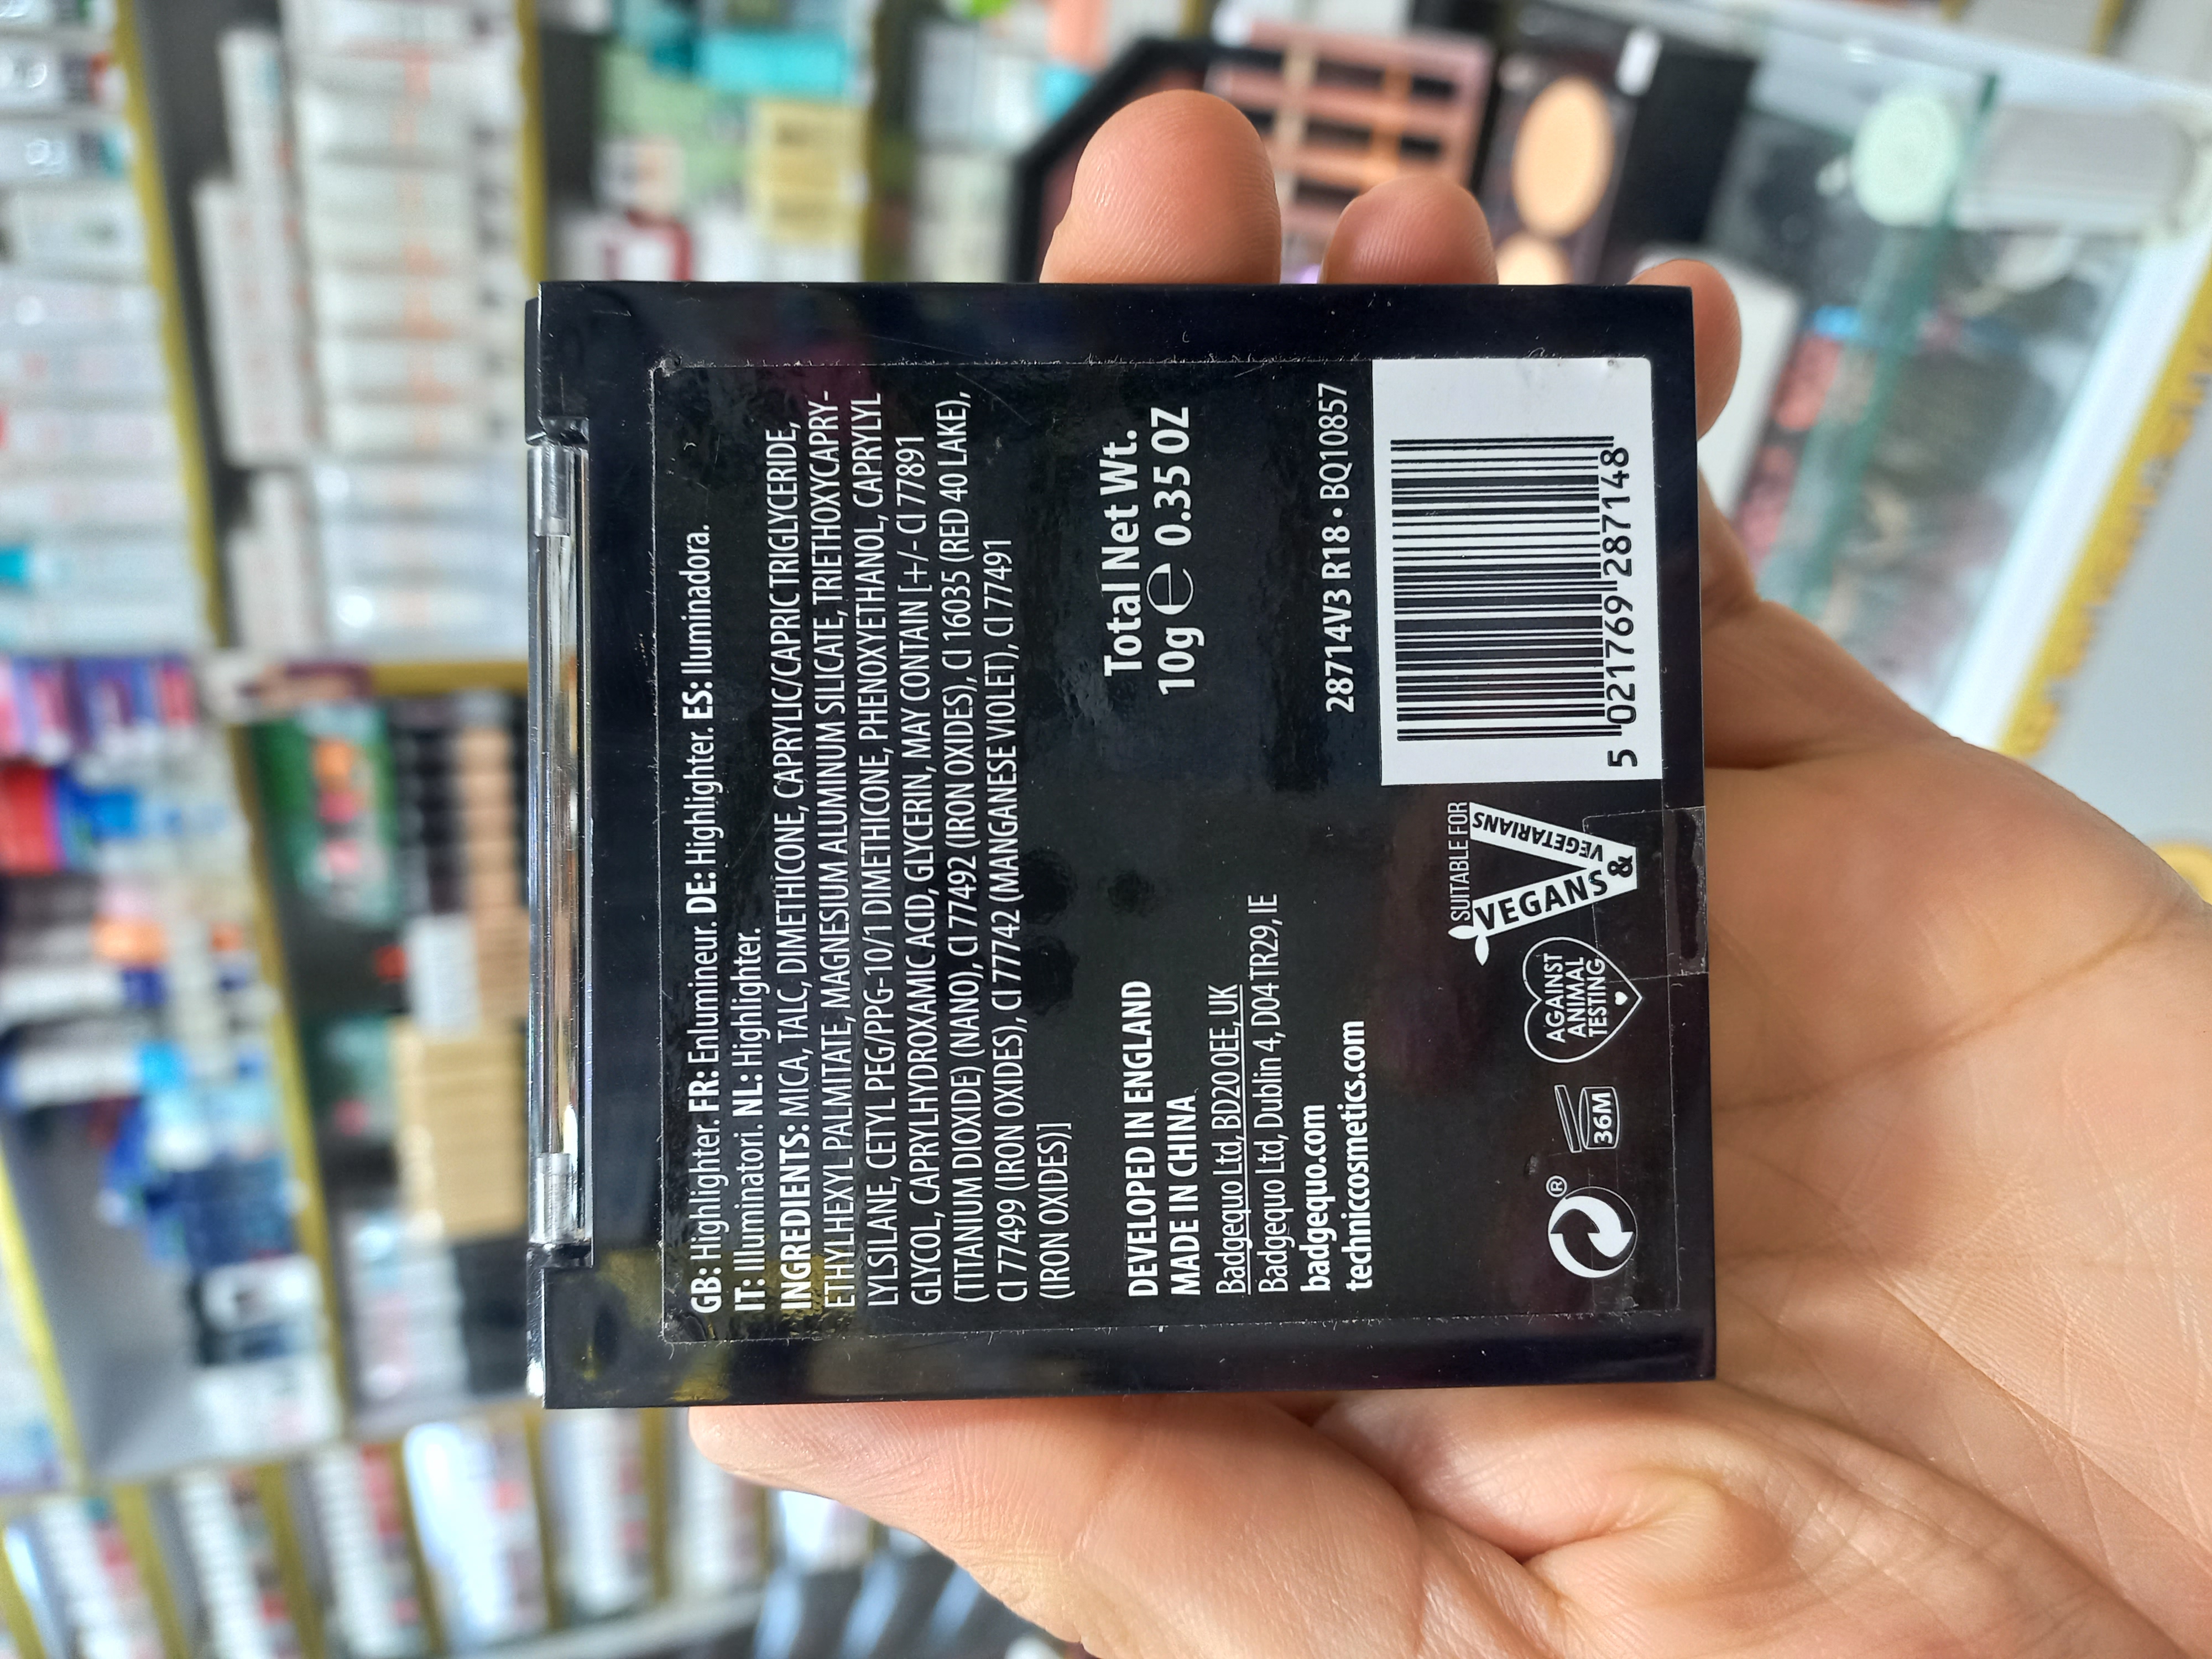 GB: Highlighter. FR: Enlumineur. DE: Highlighter. ES: Iluminadora.
IT: Illuminatori. NL: Highlighter.
INGREDIENTS: MICA, TALC, DIMETHICONE, CAPRYLIC/CAPRIC TRIGLYCERIDE,
ETHYLHEXYL PALMITATE, MAGNESIUM ALUMINUM SILICATE, TRIETHOXYCAPRY-
LYLSILANE, CETYL PEG/PPG-10/1 DIMETHICONE, PHENOXYETHANOL, CAPRYLYL
GLYCOL, CAPRYLHYDROXAMIC ACID, GLYCERIN, MAY CONTAIN [+/- CI 77891
(TITANIUM DIOXIDE) (NANO), CI 77492 (IRON OXIDES), CI 16035 (RED 40 LAKE),
CI 77499 (IRON OXIDES), CI 77742 (MANGANESE VIOLET), CI 77491
(IRON OXIDES)]
DEVELOPED IN ENGLAND
MADE IN CHINA
Badgequo Ltd, BD20 0EE, UK
Badgequo Ltd, Dublin 4, D04 TR29, IE
badgequo.com
techniccosmetics.com
Total Net Wt.
10g e 0.35 OZ
28714V3 R18 • BQ10857
®
36M
AGAINST
ANIMAL
TESTING
SUITABLE FOR
VEGANS &
VEGETARIANS
5 021769 287148